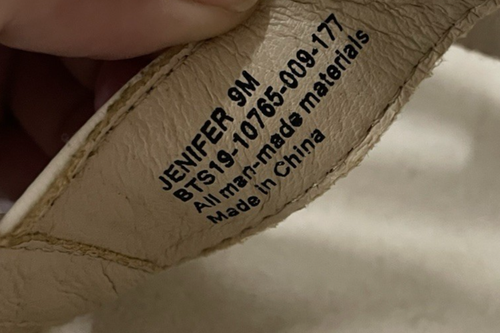 JENIFER 9M
BTS19-10765-009-177
All man-made materials
Made in China